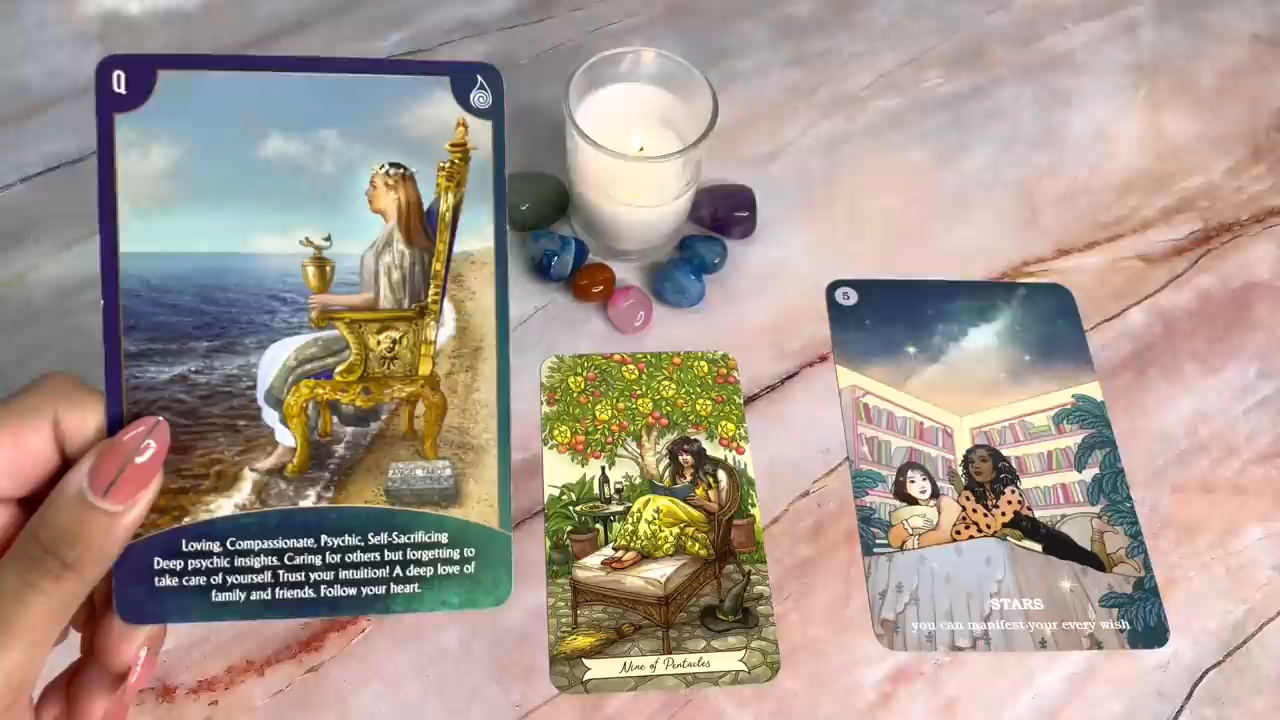 Q
ANGEL TAROT
Loving, Compassionate, Psychic, Self-Sacrificing
Deep psychic insights. Caring for others but forgetting to
take care of yourself. Trust your intuition! A deep love of
family and friends. Follow your heart.
Nine of Pentacles
5
STARS
you can manifest your every wish